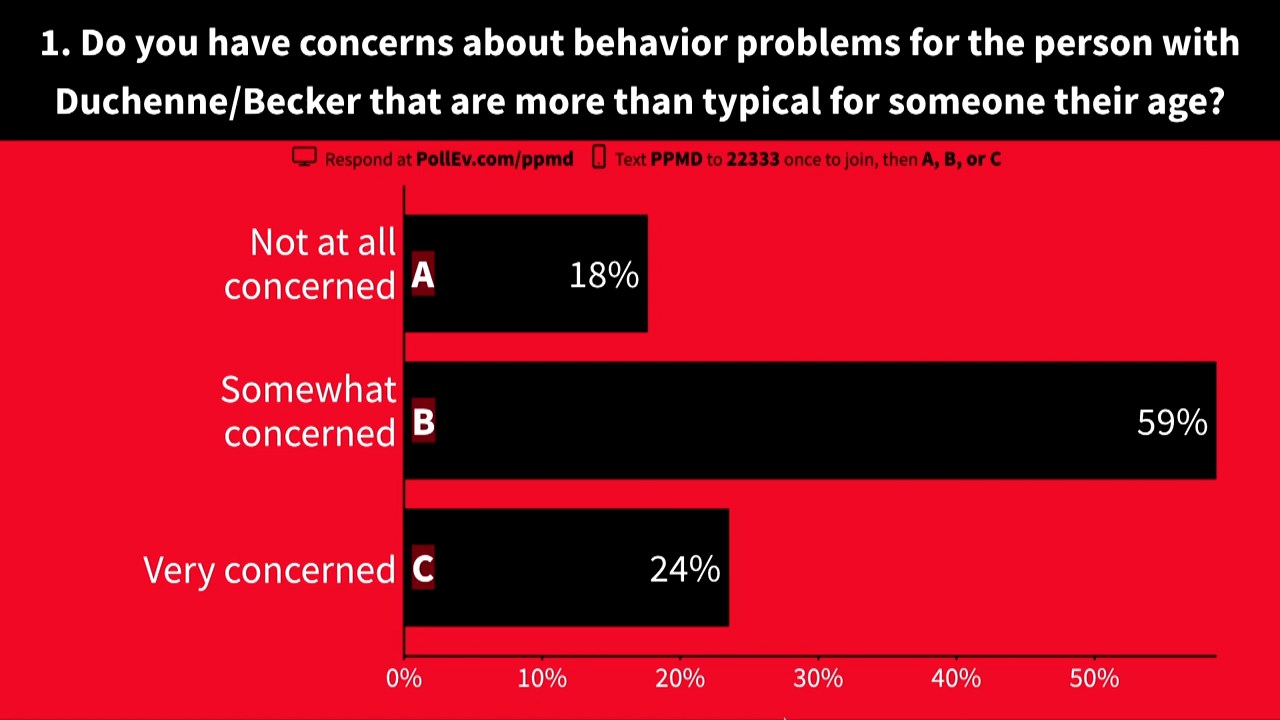 1. Do you have concerns about behavior problems for the person with
Duchenne/Becker that are more than typical for someone their age?
Respond at PollEv.com/ppmd Text PPMD to 22333 once to join, then A, B, or C
Not at all
concerned
A
18%
Somewhat
concerned
B
59%
Very concerned
C
24%
0% 10% 20% 30% 40% 50%